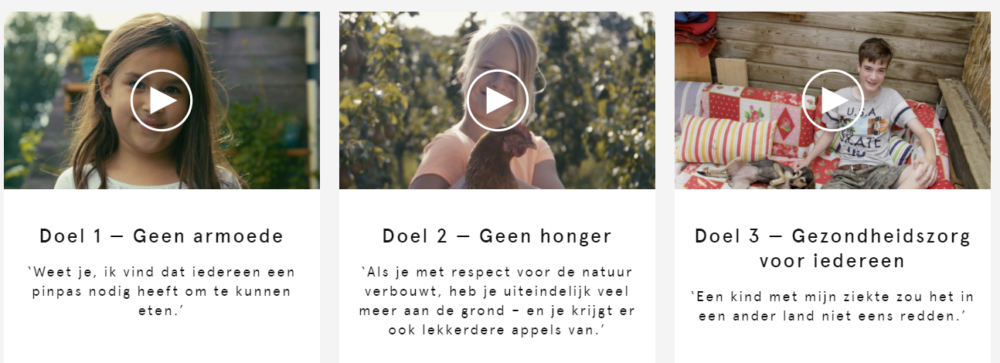 Doel 1 — Geen armoede
‘Weet je, ik vind dat iedereen een
pinpas nodig heeft om te kunnen
eten.’
Doel 2 — Geen honger
‘Als je met respect voor de natuur
verbouwt, heb je uiteindelijk veel
meer aan de grond – en je krijgt er
ook lekkerdere appels van.’
U.S.A
SKATE
Doel 3 — Gezondheidszorg
voor iedereen
‘Een kind met mijn ziekte zou het in
een ander land niet eens redden.’